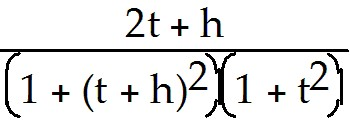 2t + h
(1 + (t + h)2)(1 + t2)